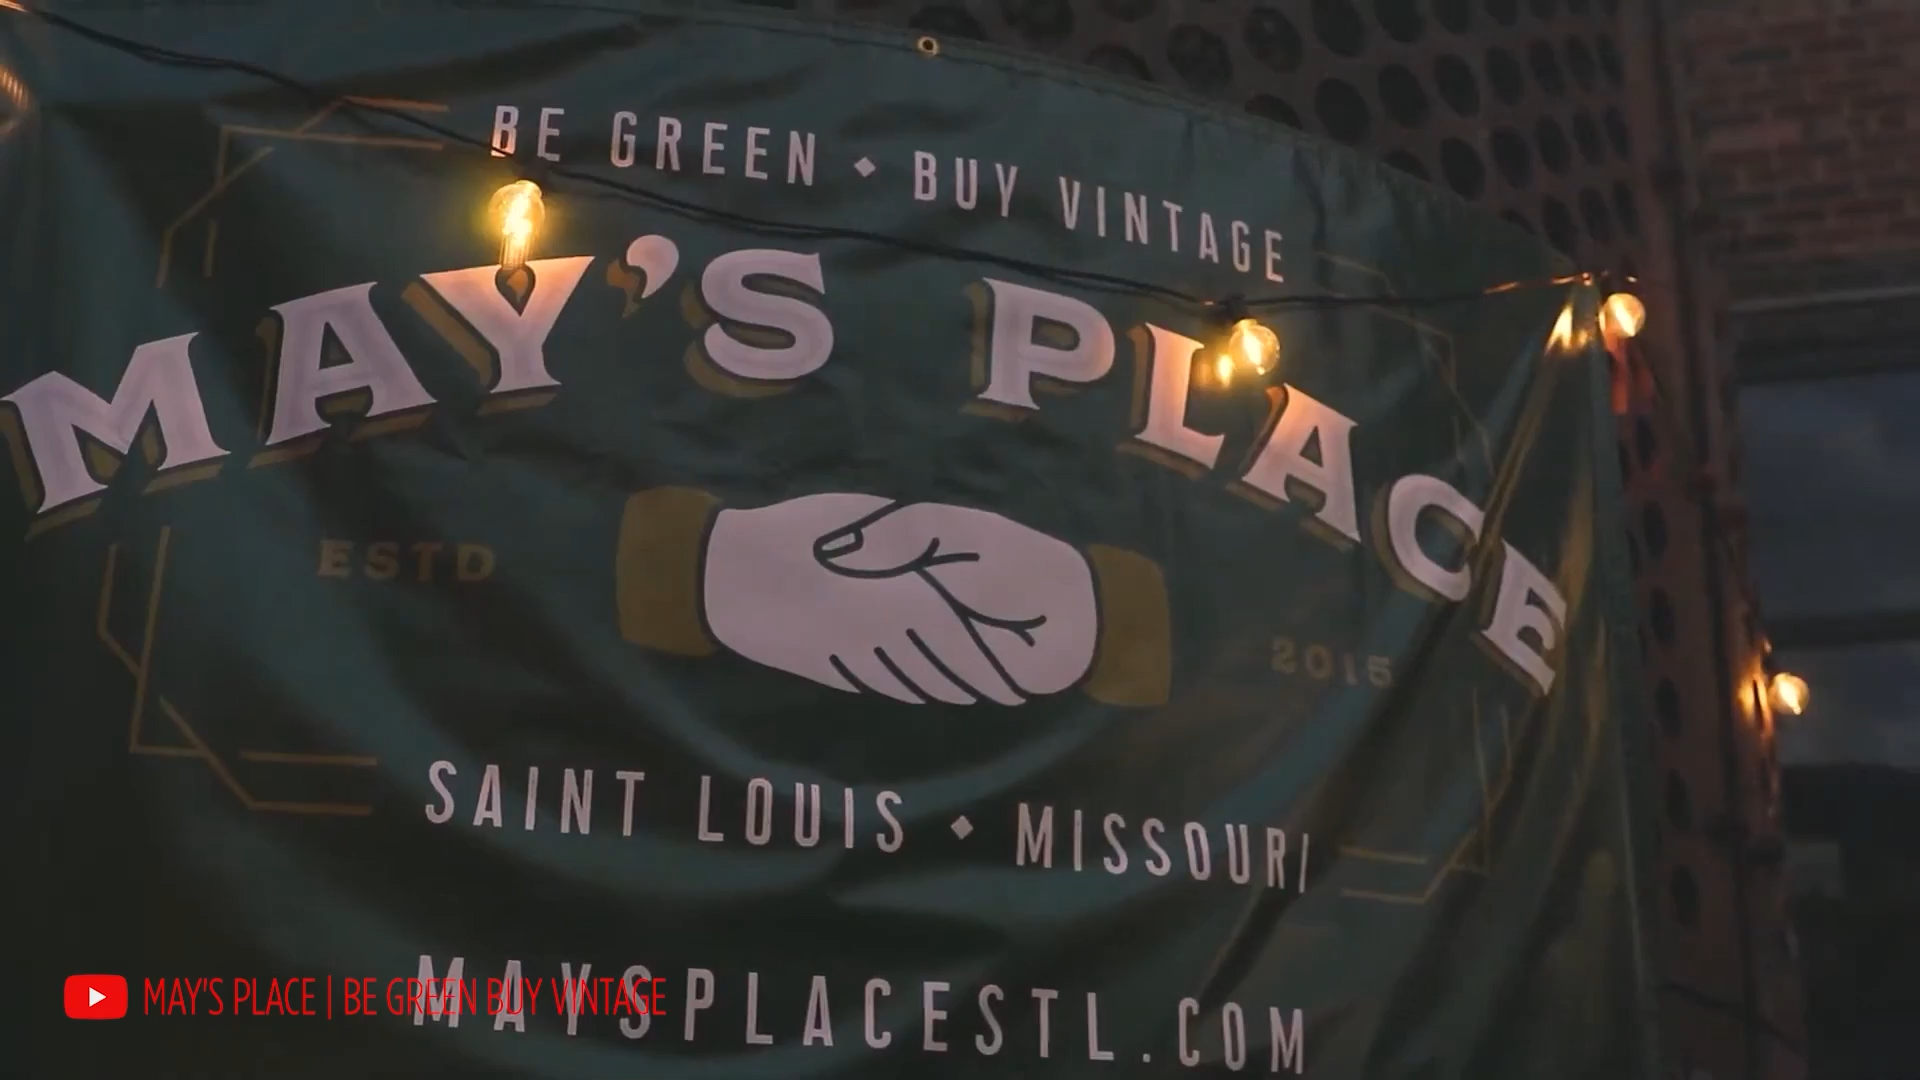 BE GREEN ◆ BUY VINTAGE
MAY'S PLACE
ESTD 2015
SAINT LOUIS ◆ MISSOURI
MAYSPLACESTL.COM
MAY'S PLACE | BE GREEN BUY VINTAGE